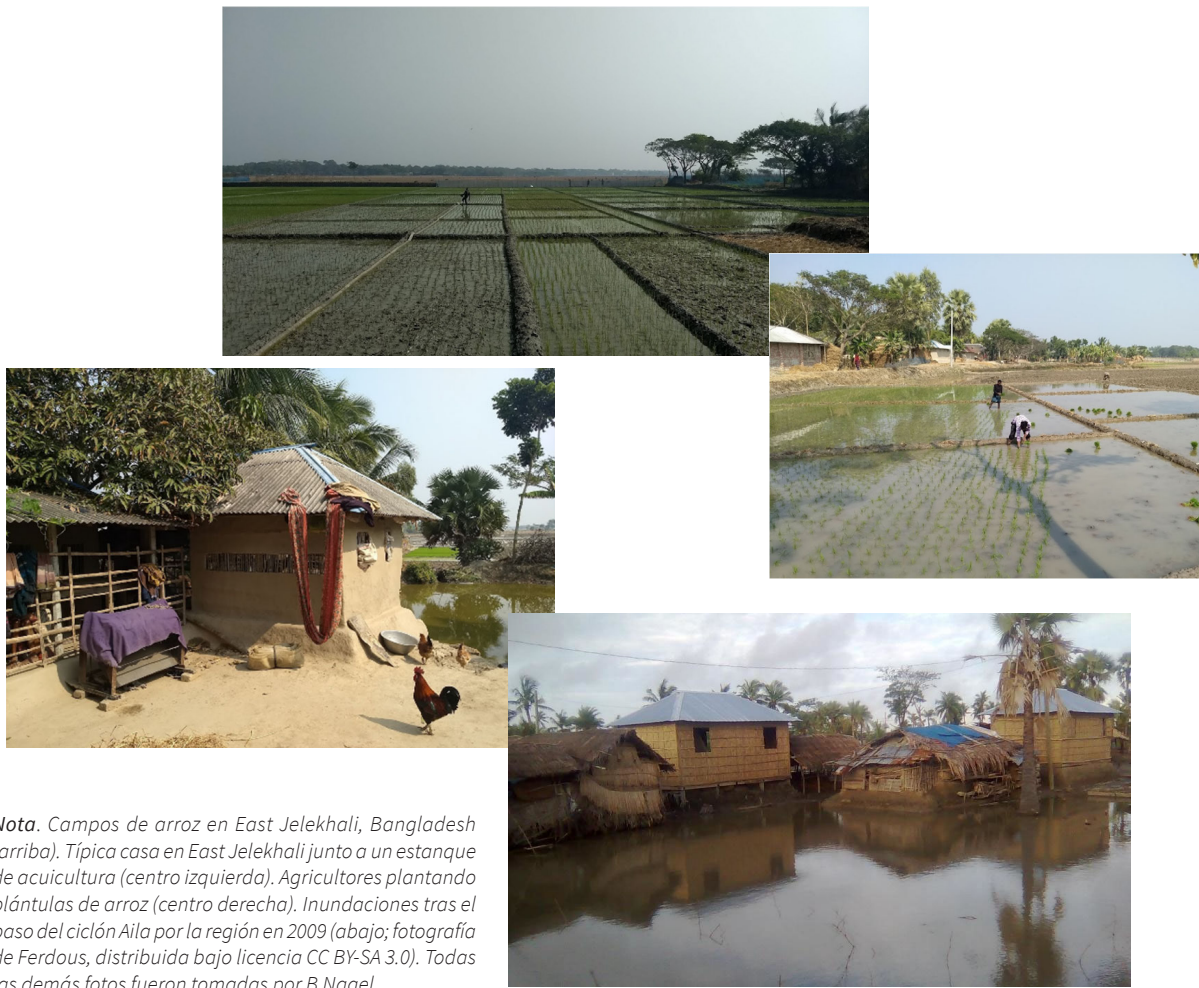 Nota. Campos de arroz en East Jelekhali, Bangladesh
arriba). Típica casa en East Jelekhali junto a un estanque
de acuicultura (centro izquierda). Agricultores plantando
plántulas de arroz (centro derecha). Inundaciones tras el
paso del ciclón Aila por la región en 2009 (abajo; fotografía
de Ferdous, distribuida bajo licencia CC BY-SA 3.0). Todas
as demás fotos fueron tomadas por B Nagel